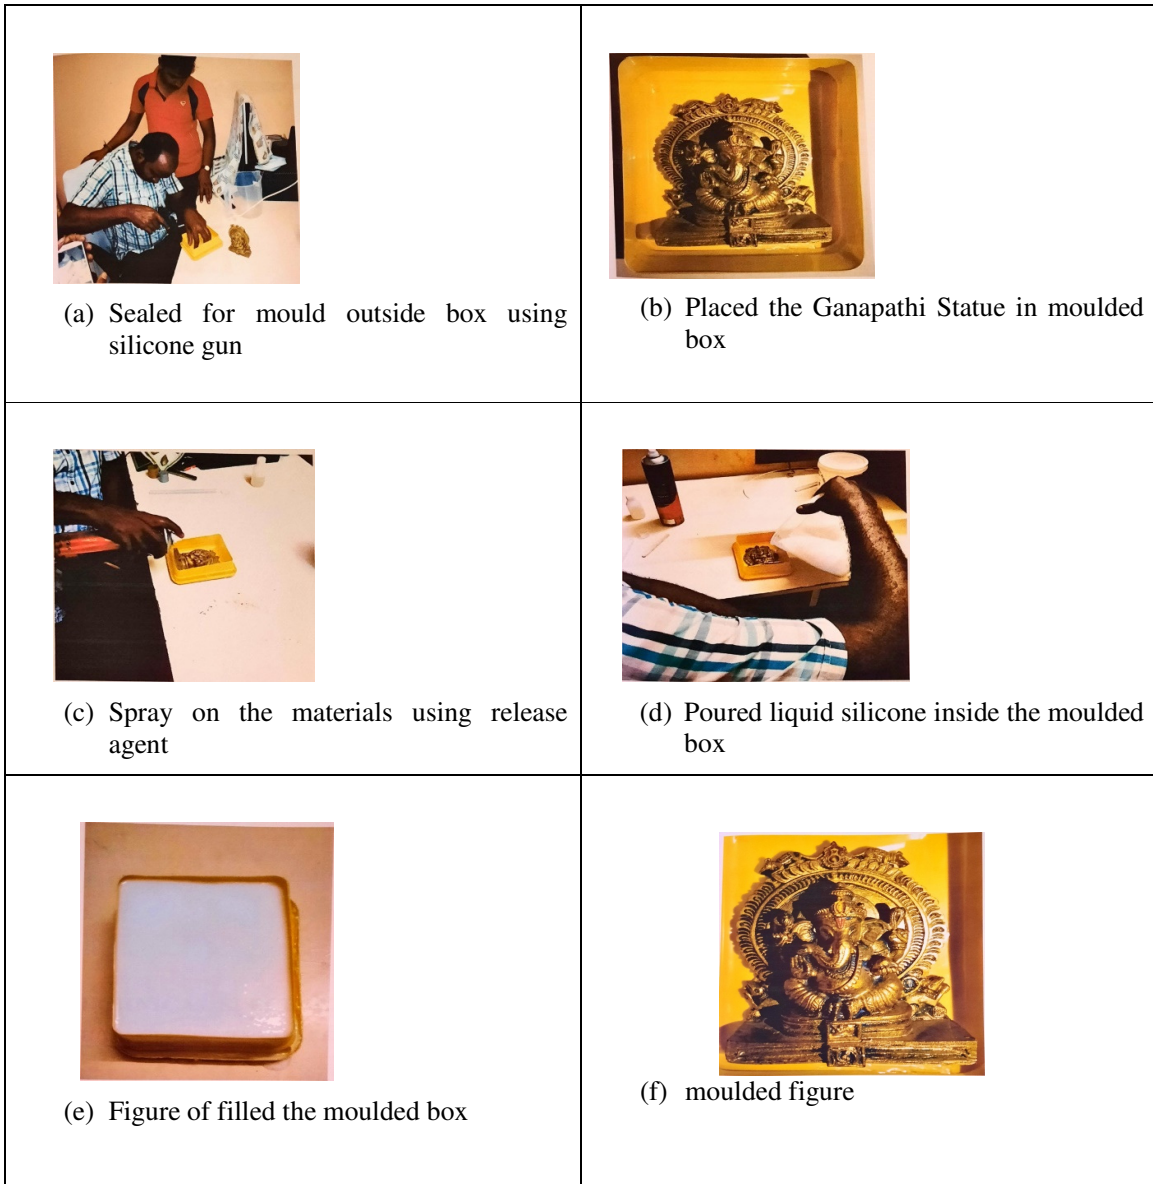 (a) Sealed for mould outside box using
silicone gun
(b) Placed the Ganapathi Statue in moulded
box
(c) Spray on the materials using release
agent
(d) Poured liquid silicone inside the moulded
box
(e) Figure of filled the moulded box
(f) moulded figure